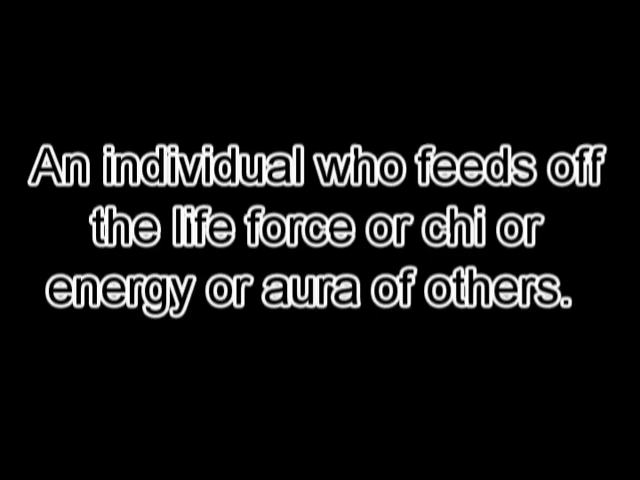 An individual who feeds off
the life force or chi or
energy or aura of others.